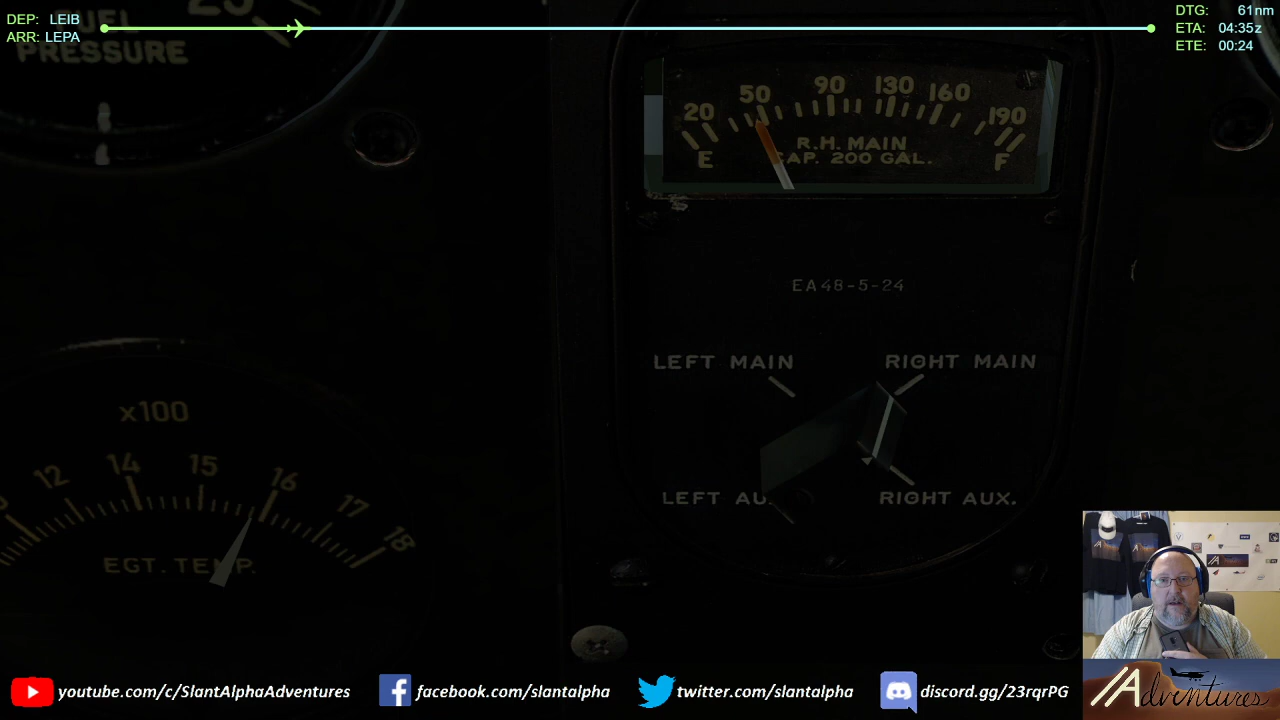 DEP: LEIB
ARR: LEPA
DTG: 61nm
ETA: 04:35z
ETE: 00:24
25
FUEL
PRESSURE
20 50 90 130 160 190
R.H. MAIN
E CAP. 200 GAL. F
EA48-5-24
LEFT MAIN RIGHT MAIN
LEFT AU RIGHT AUX.
x100
12 14 15 16 17 18
EGT. TEMP.
youtube.com/c/SlantAlphaAdventures
facebook.com/slantalpha
twitter.com/slantalpha
discord.gg/23rqrPG
Adventures